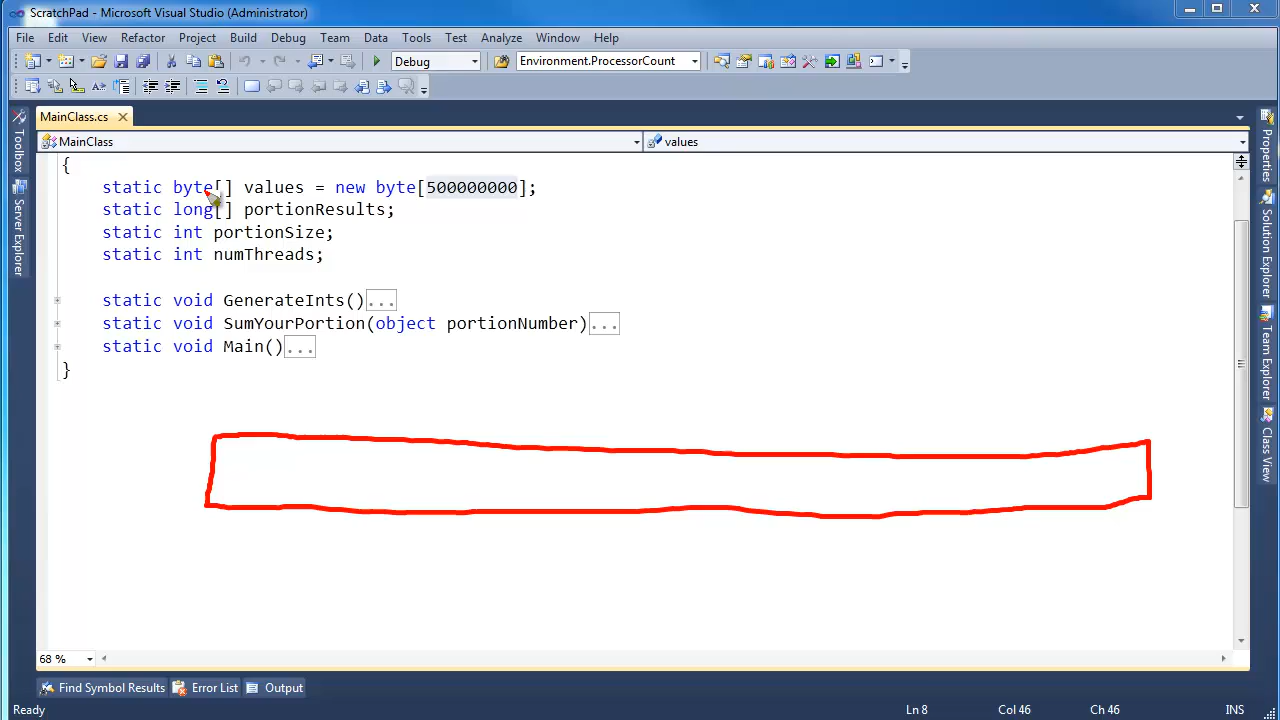 ScratchPad - Microsoft Visual Studio (Administrator)
File Edit View Refactor Project Build Debug Team Data Tools Test Analyze Window Help
Debug Environment.ProcessorCount
MainClass.cs
MainClass values
{
static byte[] values = new byte[500000000];
static long[] portionResults;
static int portionSize;
static int numThreads;
static void GenerateInts()...
static void SumYourPortion(object portionNumber)...
static void Main()...
}
Toolbox
Server Explorer
Properties
Solution Explorer
Team Explorer
Class View
68 %
Find Symbol Results Error List Output
Ready Ln 8 Col 46 Ch 46 INS